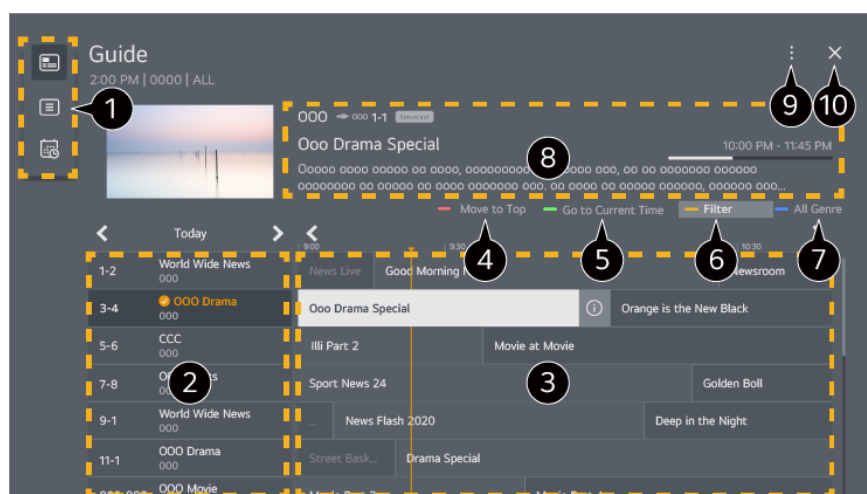 Guide
2:00 PM | 0000 | ALL
9
10
1
OOO 000 1-1
Ooo Drama Special
10:00 PM - 11:45 PM
8
Move to Top
Go to Current Time
Filter
All Genre
4
5
6
7
Today
9:00
9:30
10:30
1-2 World Wide News
000
News Live
Good Morning
Newsroom
3-4 OOO Drama
000
Ooo Drama Special
Orange is the New Black
5-6 CCC
000
Illi Part 2
Movie at Movie
7-8
2
Sport News 24
3
Golden Boll
9-1 World Wide News
000
...
News Flash 2020
Deep in the Night
11-1 OOO Drama
000
Street Bask...
Drama Special
OOO Movie